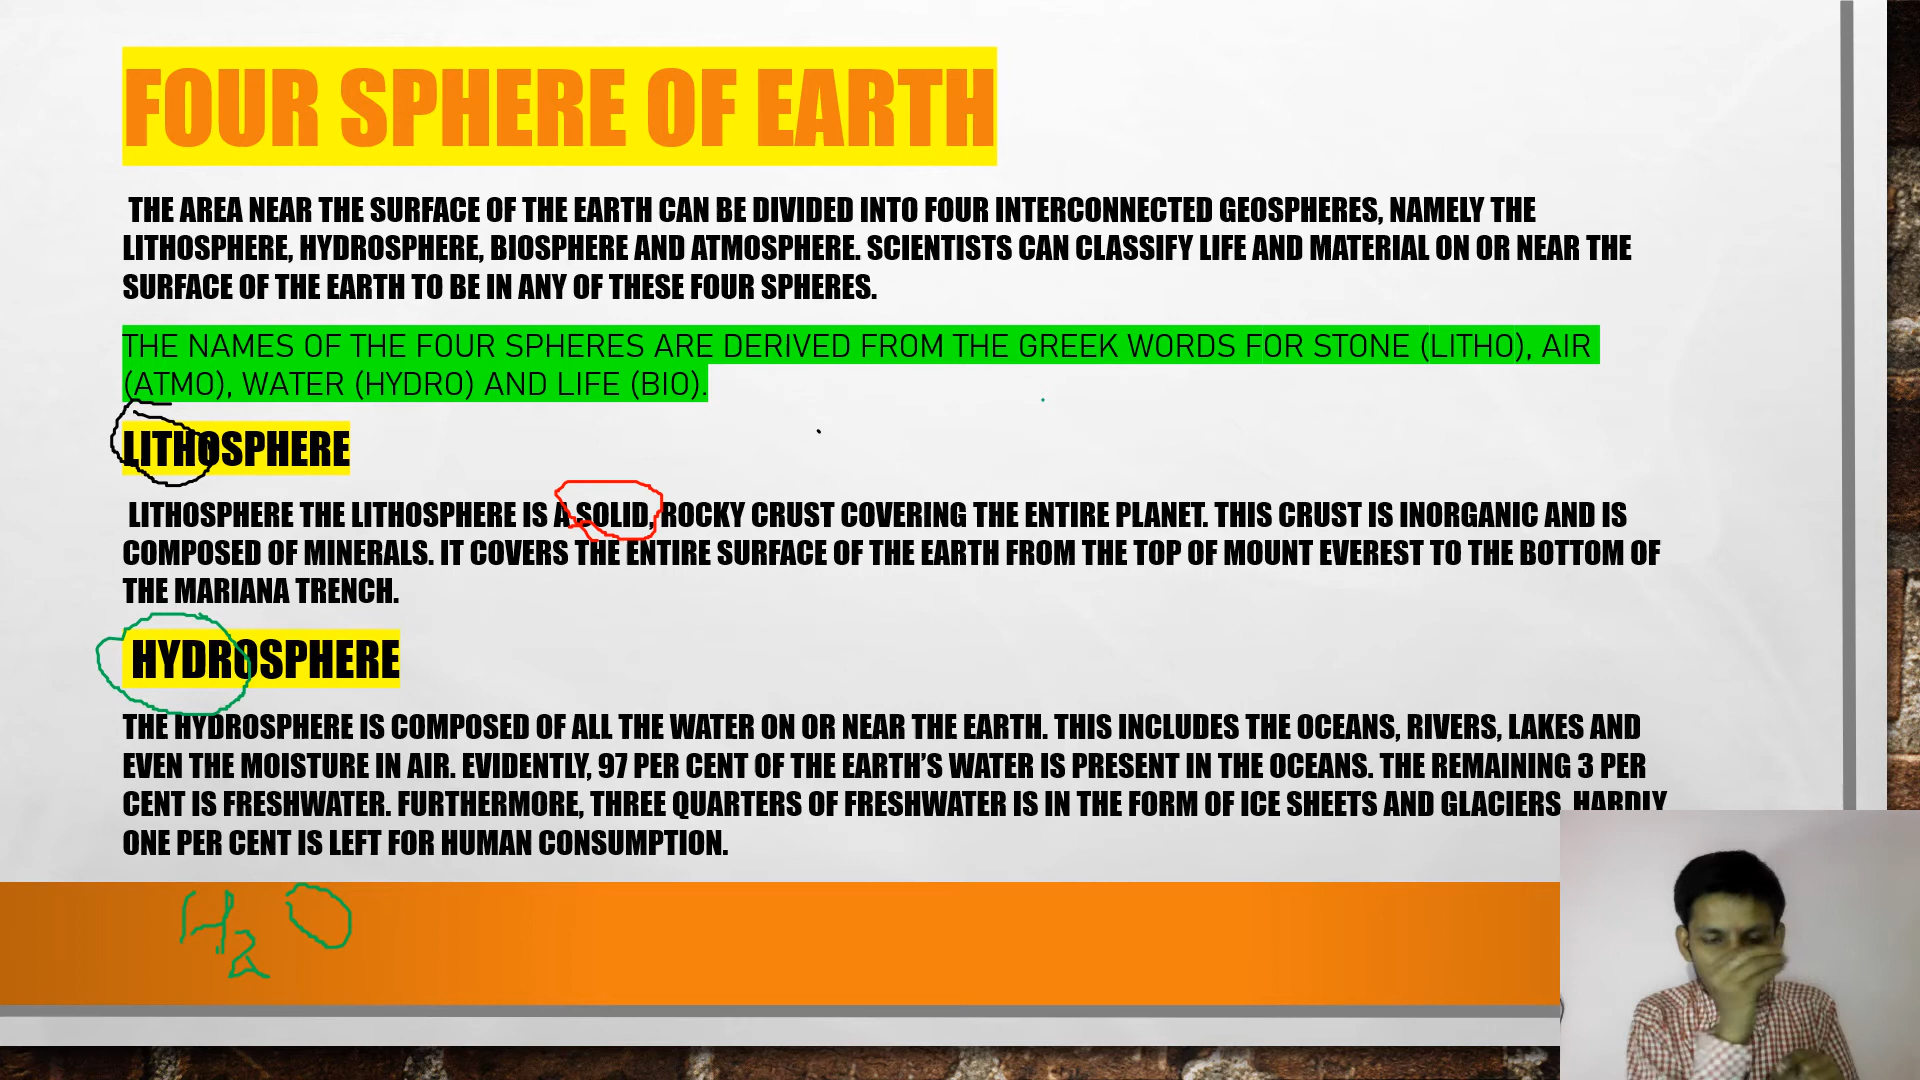 FOUR SPHERE OF EARTH
THE AREA NEAR THE SURFACE OF THE EARTH CAN BE DIVIDED INTO FOUR INTERCONNECTED GEOSPHERES, NAMELY THE
LITHOSPHERE, HYDROSPHERE, BIOSPHERE AND ATMOSPHERE. SCIENTISTS CAN CLASSIFY LIFE AND MATERIAL ON OR NEAR THE
SURFACE OF THE EARTH TO BE IN ANY OF THESE FOUR SPHERES.
THE NAMES OF THE FOUR SPHERES ARE DERIVED FROM THE GREEK WORDS FOR STONE (LITHO), AIR
(ATMO), WATER (HYDRO) AND LIFE (BIO).
LITHOSPHERE
LITHOSPHERE THE LITHOSPHERE IS A SOLID, ROCKY CRUST COVERING THE ENTIRE PLANET. THIS CRUST IS INORGANIC AND IS
COMPOSED OF MINERALS. IT COVERS THE ENTIRE SURFACE OF THE EARTH FROM THE TOP OF MOUNT EVEREST TO THE BOTTOM OF
THE MARIANA TRENCH.
HYDROSPHERE
THE HYDROSPHERE IS COMPOSED OF ALL THE WATER ON OR NEAR THE EARTH. THIS INCLUDES THE OCEANS, RIVERS, LAKES AND
EVEN THE MOISTURE IN AIR. EVIDENTLY, 97 PER CENT OF THE EARTH'S WATER IS PRESENT IN THE OCEANS. THE REMAINING 3 PER
CENT IS FRESHWATER. FURTHERMORE, THREE QUARTERS OF FRESHWATER IS IN THE FORM OF ICE SHEETS AND GLACIERS. HARDLY
ONE PER CENT IS LEFT FOR HUMAN CONSUMPTION.
H2O